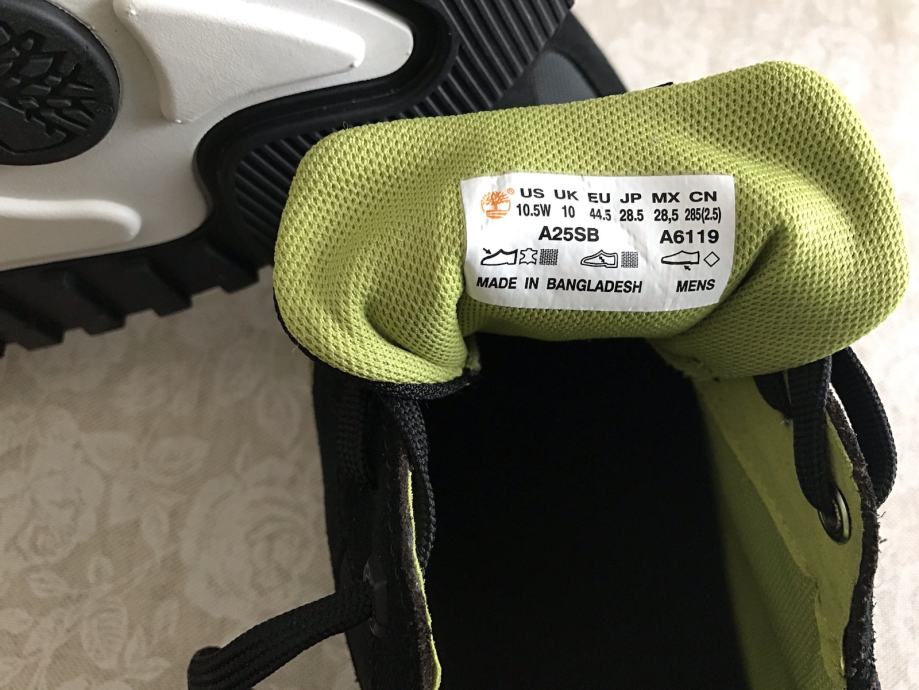 ® US UK EU JP MX CN
10.5W 10 44.5 28.5 28,5 285(2.5)
A25SB A6119
MADE IN BANGLADESH MENS